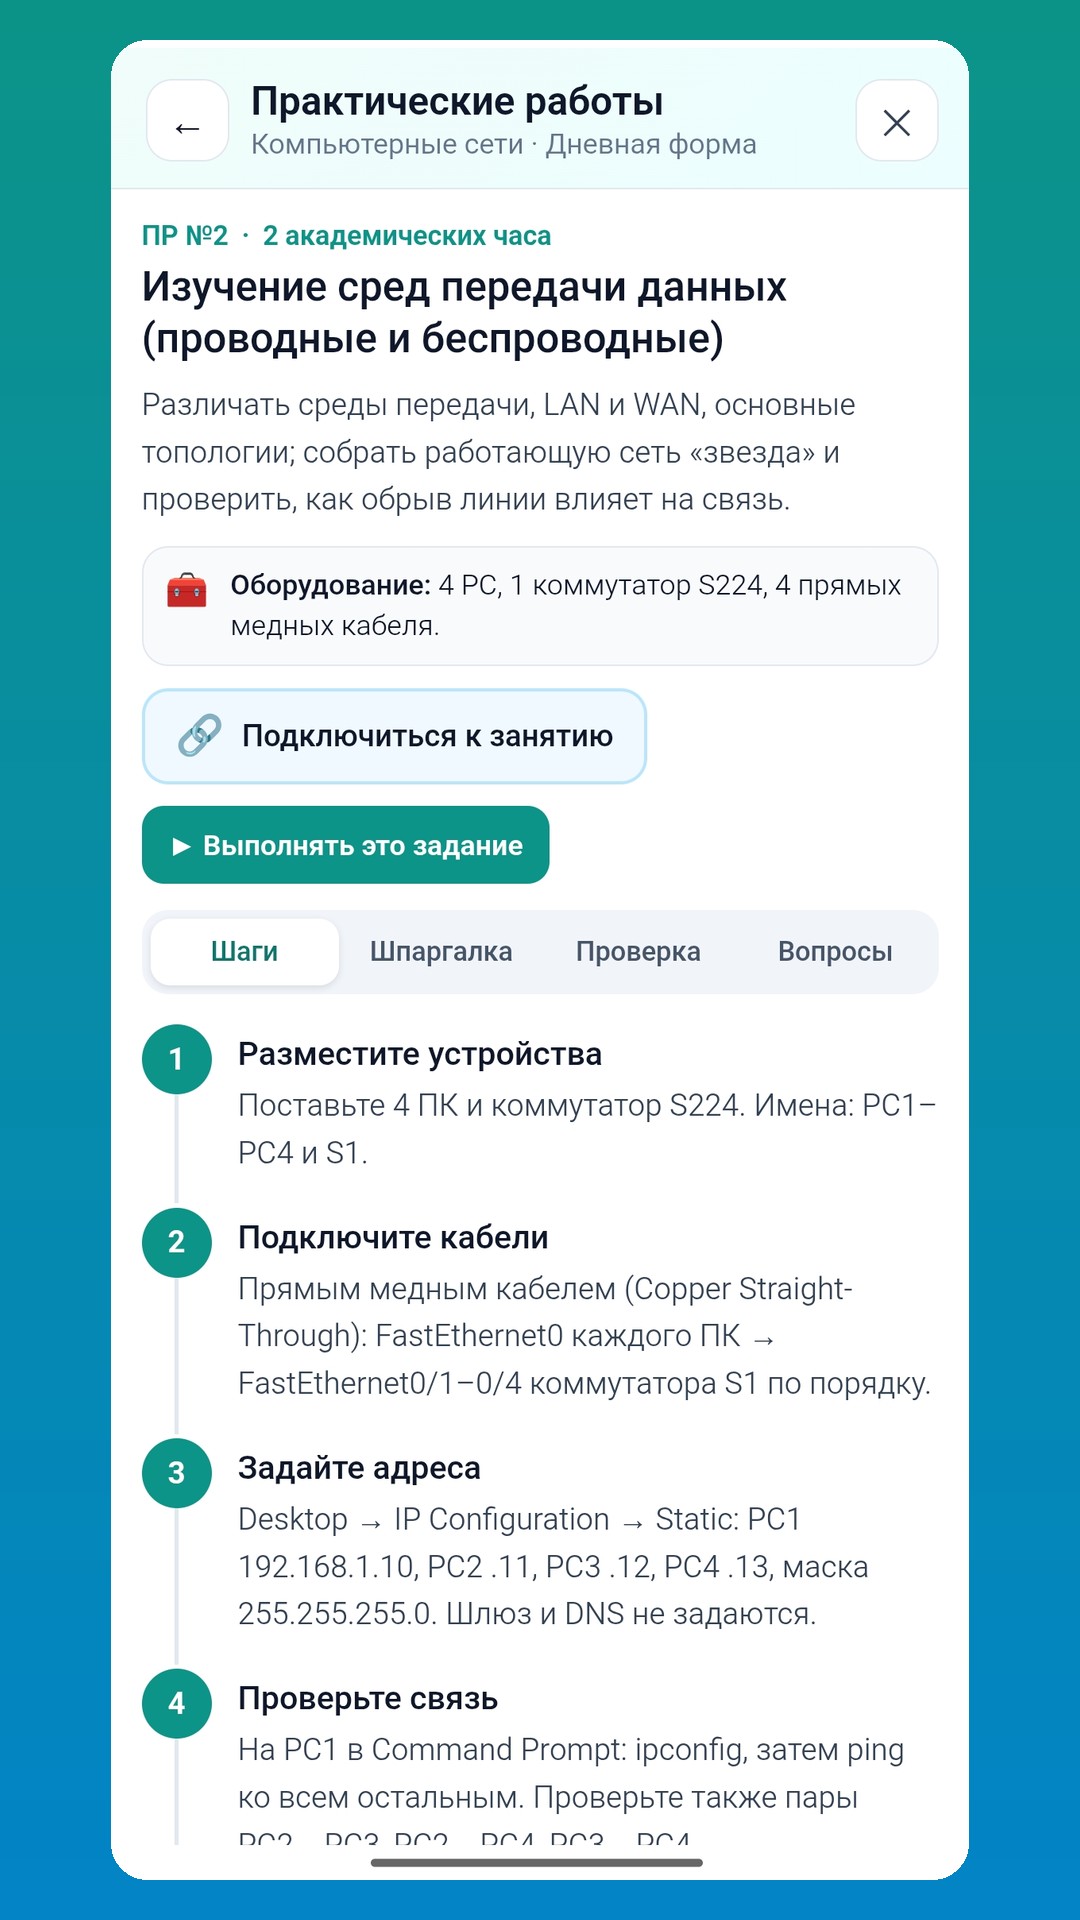 ←
Практические работы
Компьютерные сети · Дневная форма
ПР №2 · 2 академических часа
Изучение сред передачи данных
(проводные и беспроводные)
Различать среды передачи, LAN и WAN, основные
топологии; собрать работающую сеть «звезда» и
проверить, как обрыв линии влияет на связь.
Оборудование: 4 PC, 1 коммутатор S224, 4 прямых
медных кабеля.
Подключиться к занятию
► Выполнять это задание
Шаги
Шпаргалка
Проверка
Вопросы
1
Разместите устройства
Поставьте 4 ПК и коммутатор S224. Имена: PC1–
PC4 и S1.
2
Подключите кабели
Прямым медным кабелем (Copper Straight-
Through): FastEthernet0 каждого ПК →
FastEthernet0/1–0/4 коммутатора S1 по порядку.
3
Задайте адреса
Desktop → IP Configuration → Static: PC1
192.168.1.10, PC2 .11, PC3 .12, PC4 .13, маска
255.255.255.0. Шлюз и DNS не задаются.
4
Проверьте связь
На PC1 в Command Prompt: ipconfig, затем ping
ко всем остальным. Проверьте также пары
PC2 – PC3, PC2 – PC4, PC3 – PC4